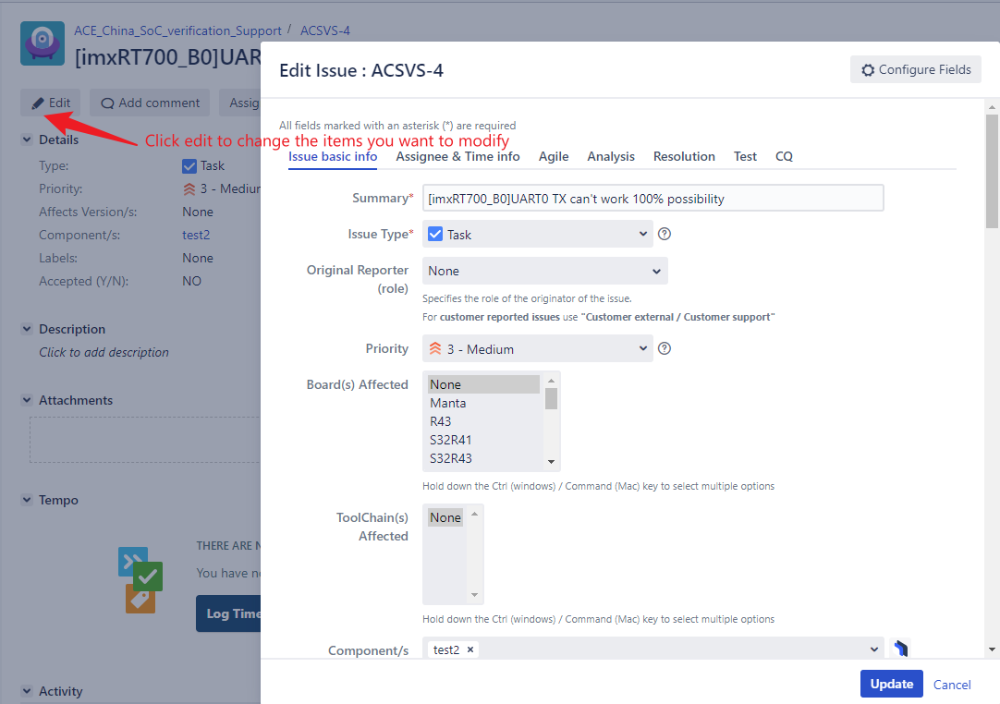 ACE_China_SoC_verification_Support / ACSVS-4
[imxRT700_B0]UAR
Edit
Add comment
Assig
Click edit to change the items you want to modify
Details
Type: Task
Priority: 3 - Medium
Affects Version/s: None
Component/s: test2
Labels: None
Accepted (Y/N): NO
Description
Click to add description
Attachments
Tempo
THERE ARE N
You have no
Log Time
Activity
Edit Issue : ACSVS-4
Configure Fields
All fields marked with an asterisk (*) are required
Issue basic info Assignee & Time info Agile Analysis Resolution Test CQ
Summary* [imxRT700_B0]UART0 TX can't work 100% possibility
Issue Type* Task
Original Reporter (role) None
Specifies the role of the originator of the issue.
For customer reported issues use "Customer external / Customer support"
Priority 3 - Medium
Board(s) Affected
None
Manta
R43
S32R41
S32R43
Hold down the Ctrl (windows) / Command (Mac) key to select multiple options
ToolChain(s)
Affected
None
Hold down the Ctrl (windows) / Command (Mac) key to select multiple options
Component/s test2 ×
Update Cancel